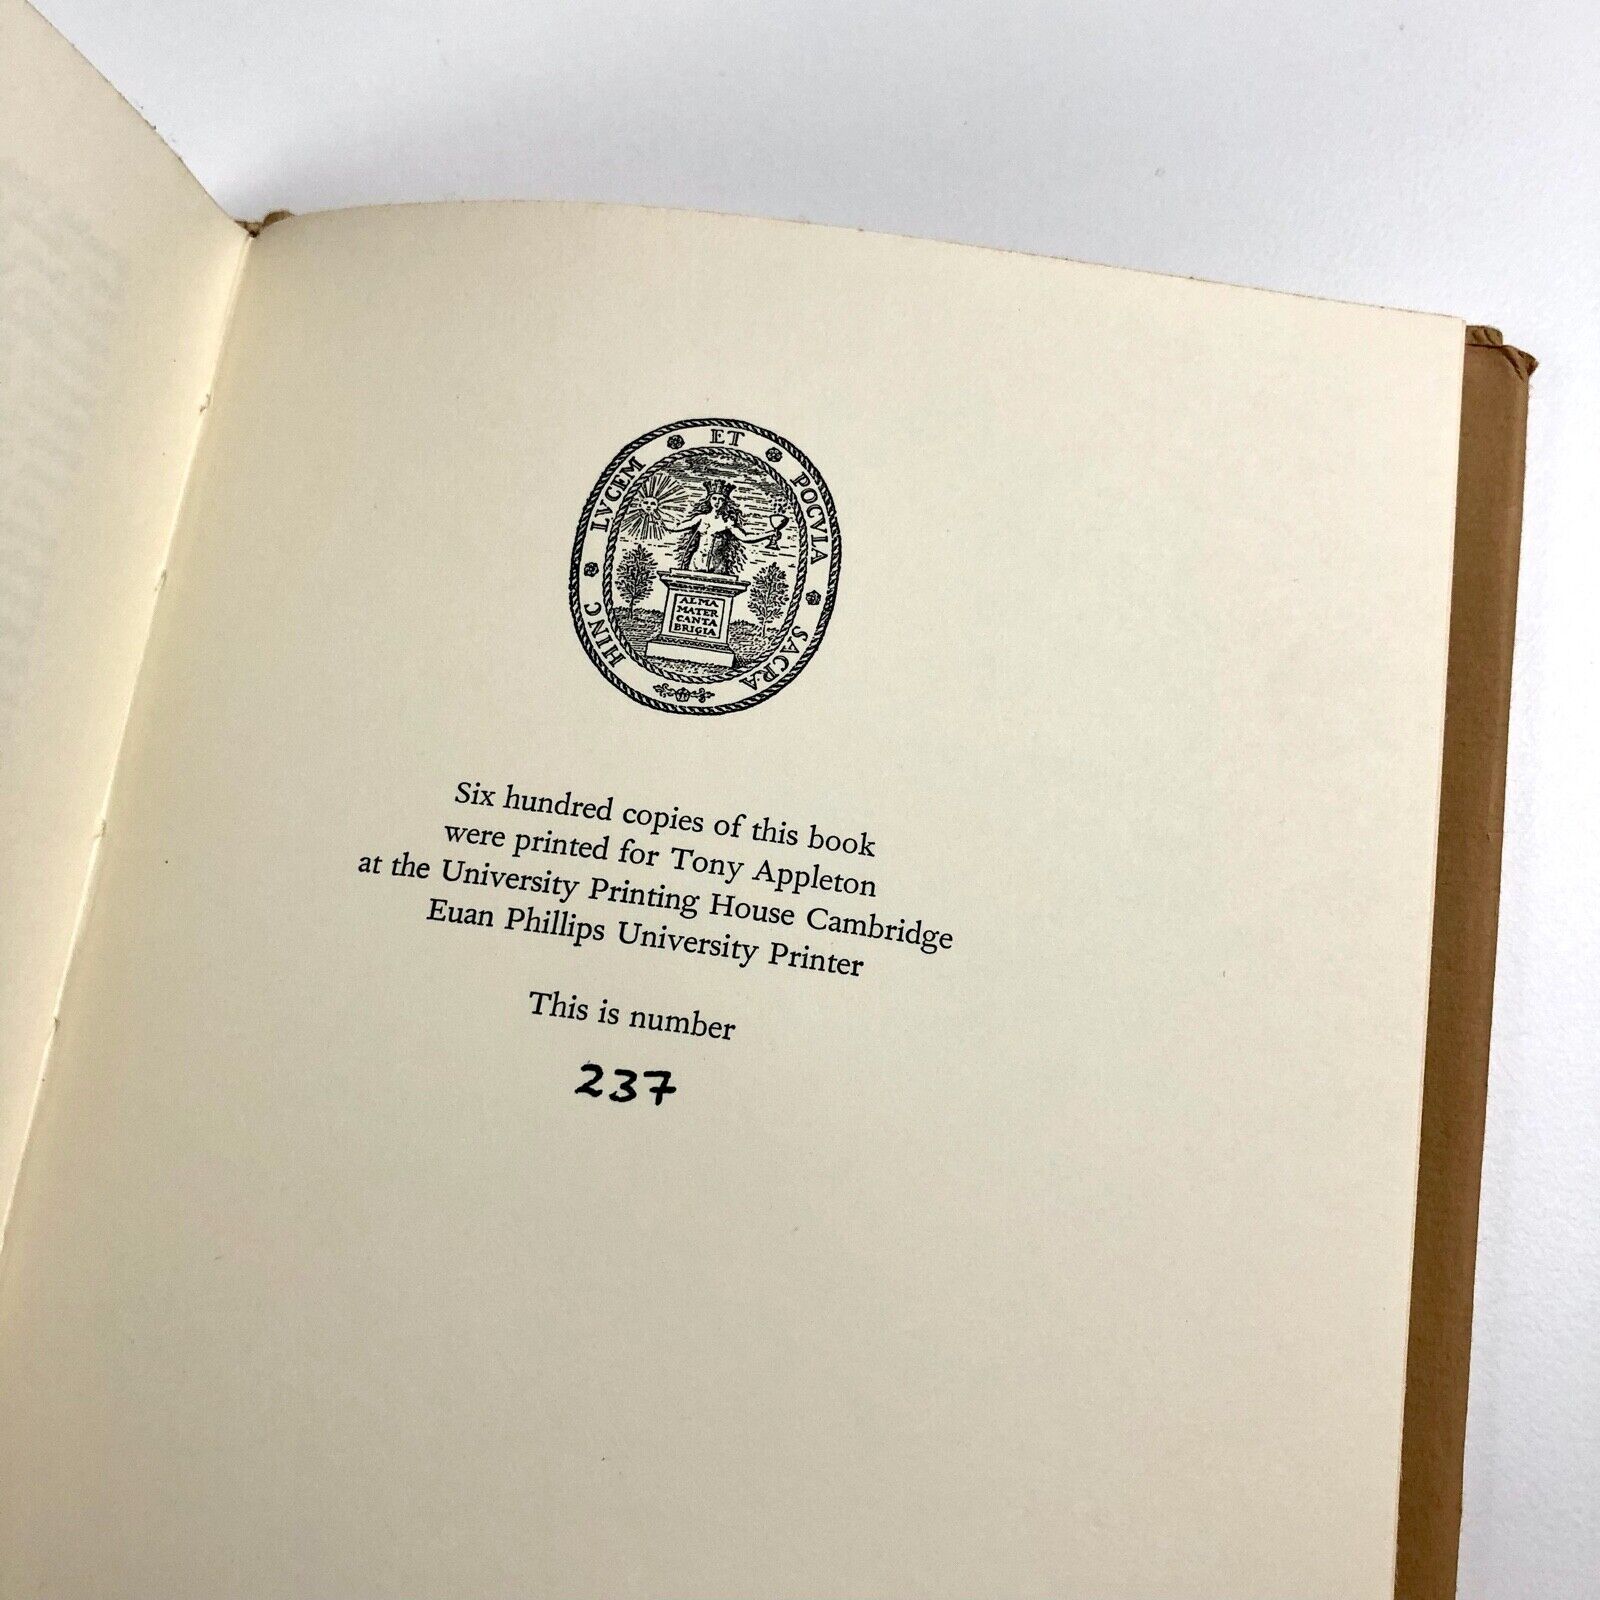 HINC LVCEM ET POCVLA SACRA
ALMA
MATER
CANTA
BRIGIA
Six hundred copies of this book
were printed for Tony Appleton
at the University Printing House Cambridge
Euan Phillips University Printer
This is number
237